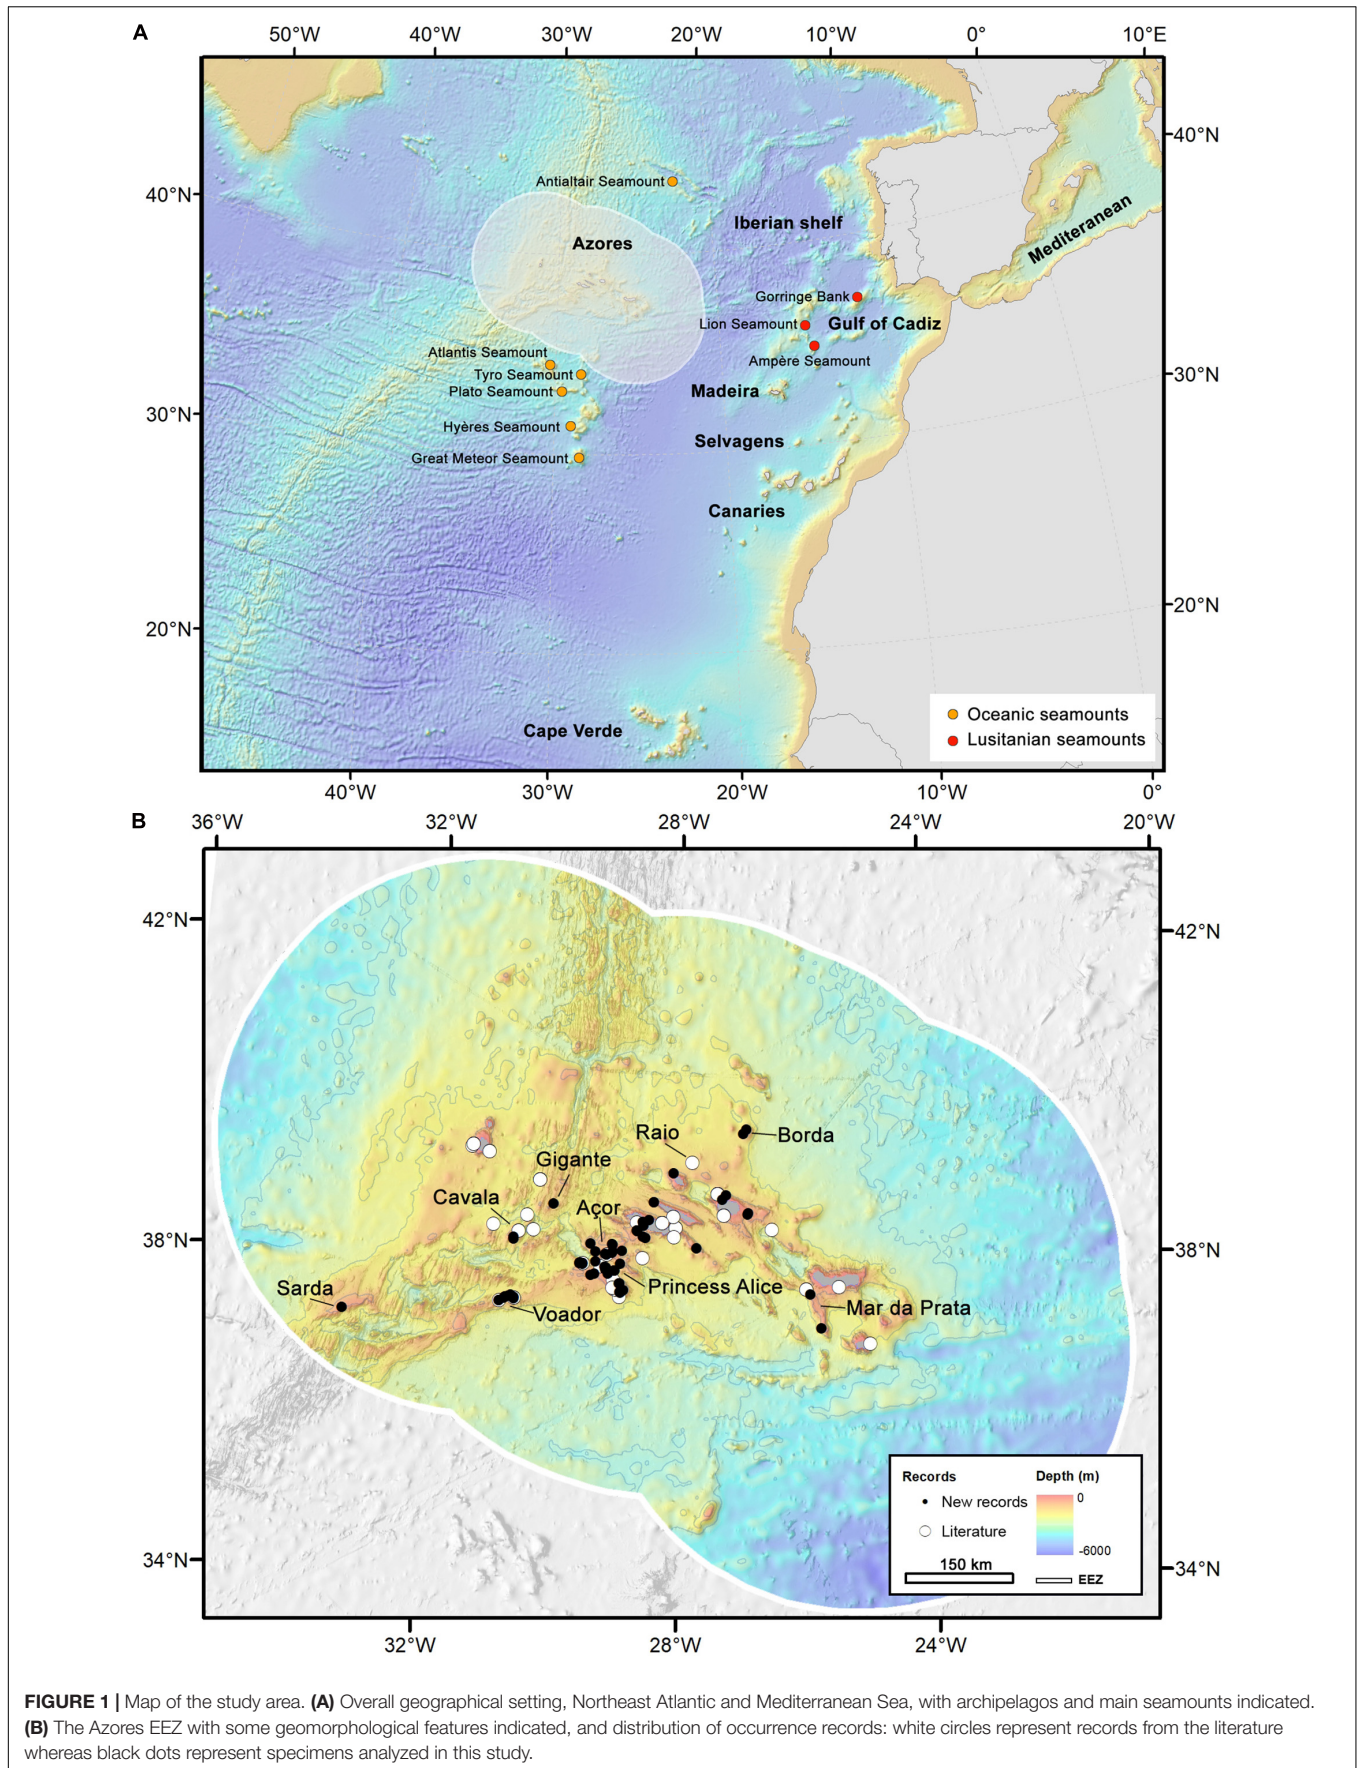 A
50°W 40°W 30°W 20°W 10°W 0° 10°E
40°N
40°N
Antialtair Seamount
Iberian shelf
Mediterranean
Azores
Gorringe Bank
Lion Seamount
Gulf of Cadiz
Atlantis Seamount
Ampère Seamount
Tyro Seamount
30°N
Plato Seamount
Madeira
30°N
Hyères Seamount
Selvagens
Great Meteor Seamount
Canaries
20°N
20°N
Oceanic seamounts
Cape Verde
Lusitanian seamounts
40°W 30°W 20°W 10°W 0°
B
36°W 32°W 28°W 24°W 20°W
42°N
42°N
Raio
Borda
Gigante
Cavala
Açor
38°N
38°N
Sarda
Princess Alice
Mar da Prata
Voador
Records
Depth (m)
New records
0
Literature
-6000
150 km
EEZ
34°N
34°N
32°W 28°W 24°W
FIGURE 1 | Map of the study area. (A) Overall geographical setting, Northeast Atlantic and Mediterranean Sea, with archipelagos and main seamounts indicated.
(B) The Azores EEZ with some geomorphological features indicated, and distribution of occurrence records: white circles represent records from the literature
whereas black dots represent specimens analyzed in this study.